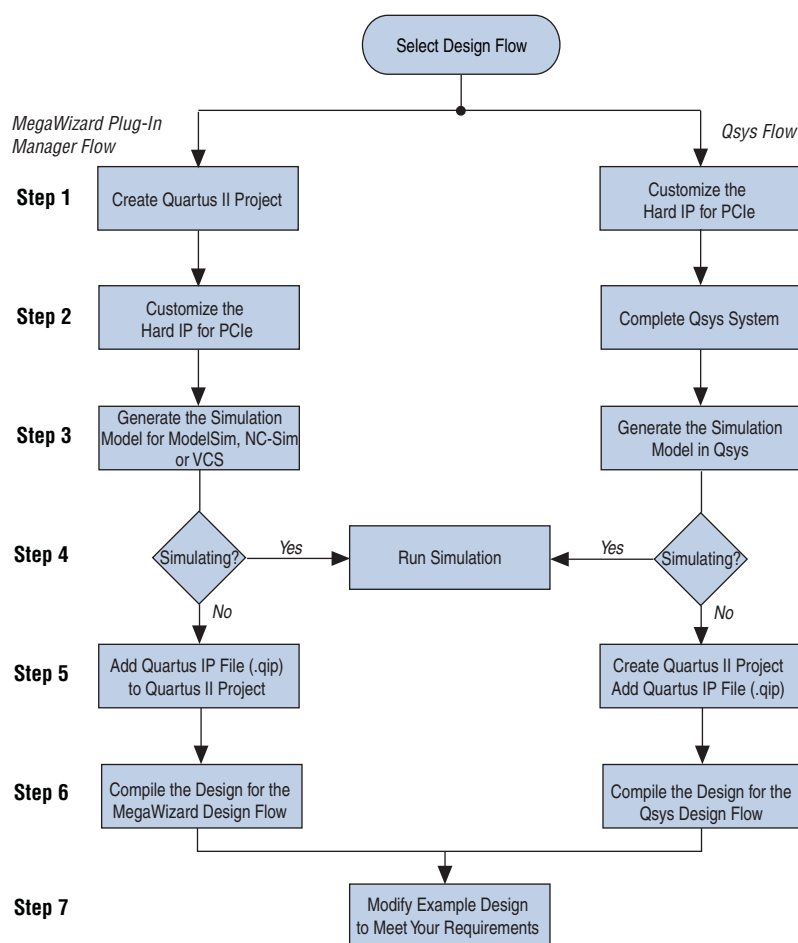 Select Design Flow
MegaWizard Plug-In
Manager Flow
Qsys Flow
Step 1
Create Quartus II Project
Customize the
Hard IP for PCIe
Step 2
Customize the
Hard IP for PCIe
Complete Qsys System
Step 3
Generate the Simulation
Model for ModelSim, NC-Sim
or VCS
Generate the Simulation
Model in Qsys
Step 4
Simulating?
Yes
Run Simulation
Yes
Simulating?
No
No
Step 5
Add Quartus IP File (.qip)
to Quartus II Project
Create Quartus II Project
Add Quartus IP File (.qip)
Step 6
Compile the Design for the
MegaWizard Design Flow
Compile the Design for the
Qsys Design Flow
Step 7
Modify Example Design
to Meet Your Requirements